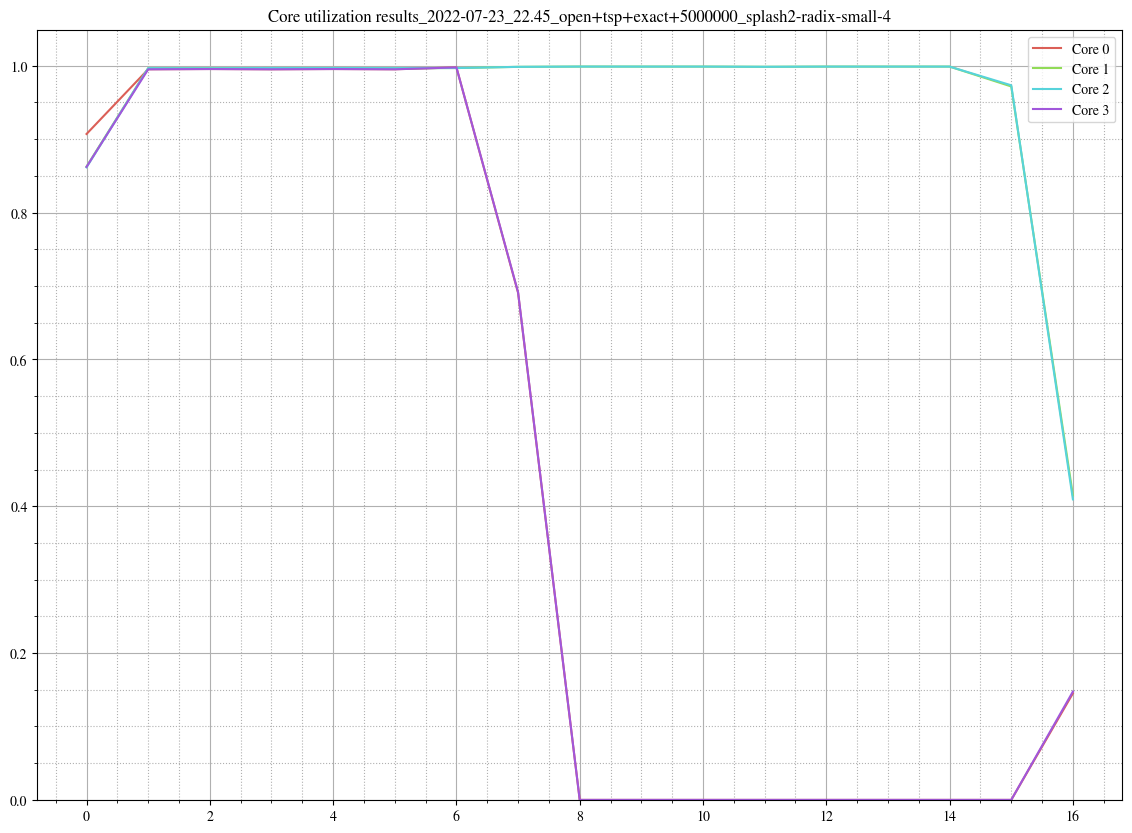 Core utilization results_2022-07-23_22.45_open+tsp+exact+5000000_splash2-radix-small-4
Core 0
Core 1
Core 2
Core 3
1.0
0.8
0.6
0.4
0.2
0.0
0 2 4 6 8 10 12 14 16